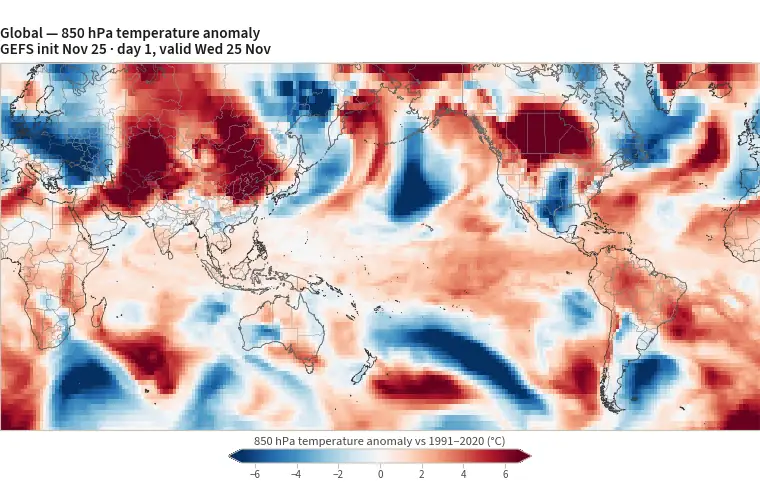 Global — 850 hPa temperature anomaly
GEFS init Nov 25 · day 1, valid Wed 25 Nov
850 hPa temperature anomaly vs 1991–2020 (°C)
−6 −4 −2 0 2 4 6